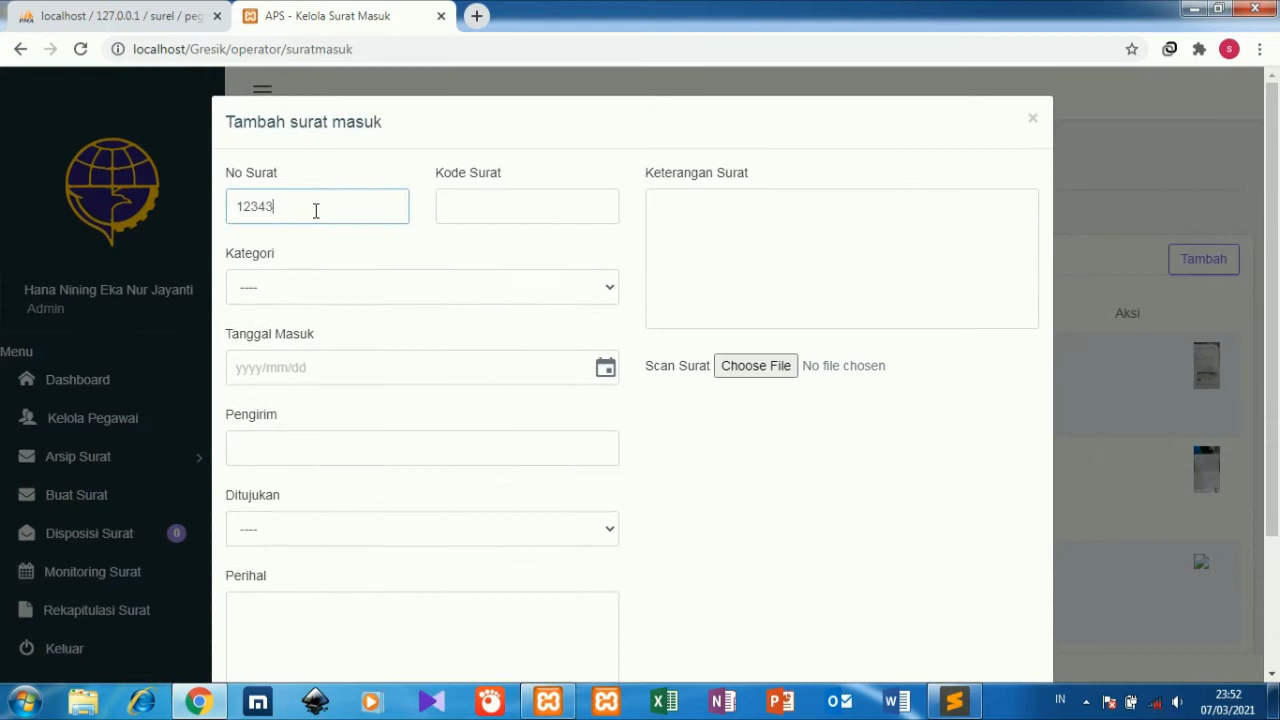 localhost / 127.0.0.1 / surel / peg
APS - Kelola Surat Masuk
localhost/Gresik/operator/suratmasuk
S
Tambah surat masuk
×
No Surat
Kode Surat
Keterangan Surat
12343
Kategori
----
Tambah
Hana Nining Eka Nur Jayanti
Admin
Aksi
Tanggal Masuk
yyyy/mm/dd
Scan Surat Choose File No file chosen
Menu
Dashboard
Kelola Pegawai
Arsip Surat
Buat Surat
Disposisi Surat 0
Monitoring Surat
Rekapitulasi Surat
Keluar
Pengirim
Ditujukan
----
Perihal
IN
23:52
07/03/2021